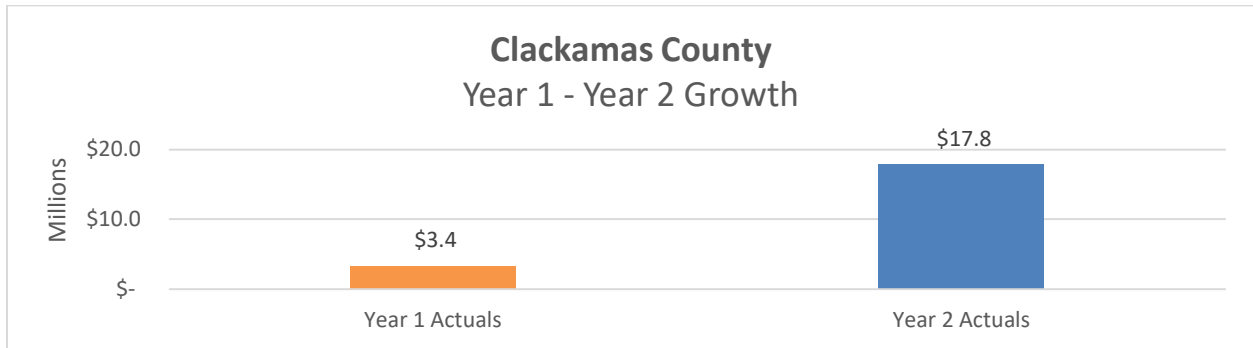 Clackamas County
Year 1 - Year 2 Growth
Millions
$20.0
$10.0
$-
$3.4
$17.8
Year 1 Actuals
Year 2 Actuals